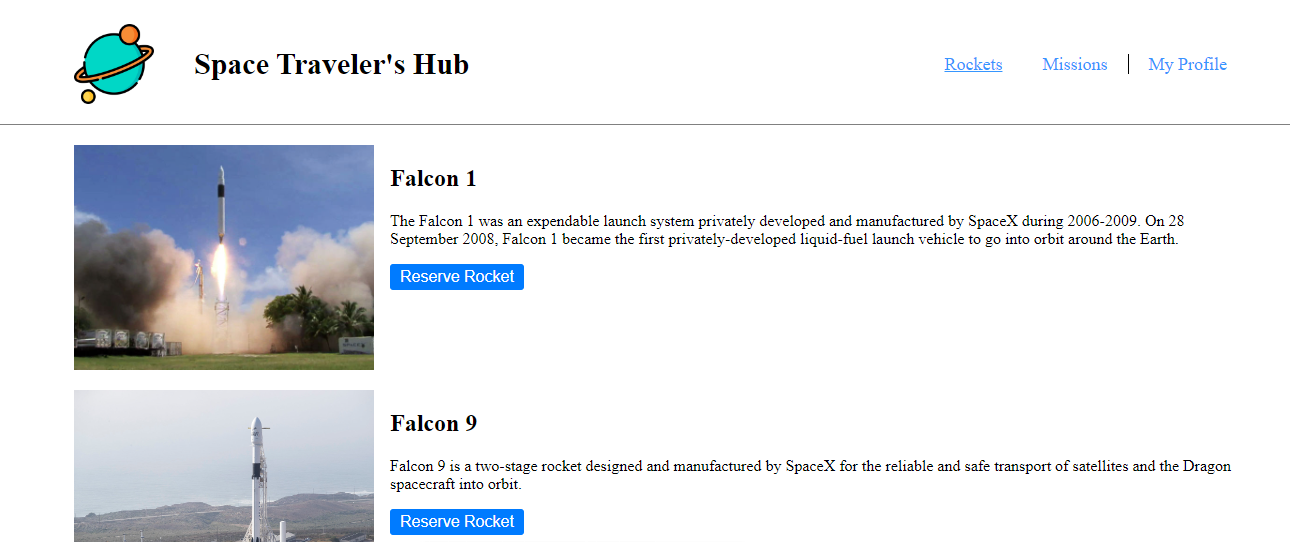 Space Traveler's Hub
Rockets
Missions
My Profile
Falcon 1
The Falcon 1 was an expendable launch system privately developed and manufactured by SpaceX during 2006-2009. On 28
September 2008, Falcon 1 became the first privately-developed liquid-fuel launch vehicle to go into orbit around the Earth.
Reserve Rocket
Falcon 9
Falcon 9 is a two-stage rocket designed and manufactured by SpaceX for the reliable and safe transport of satellites and the Dragon
spacecraft into orbit.
Reserve Rocket